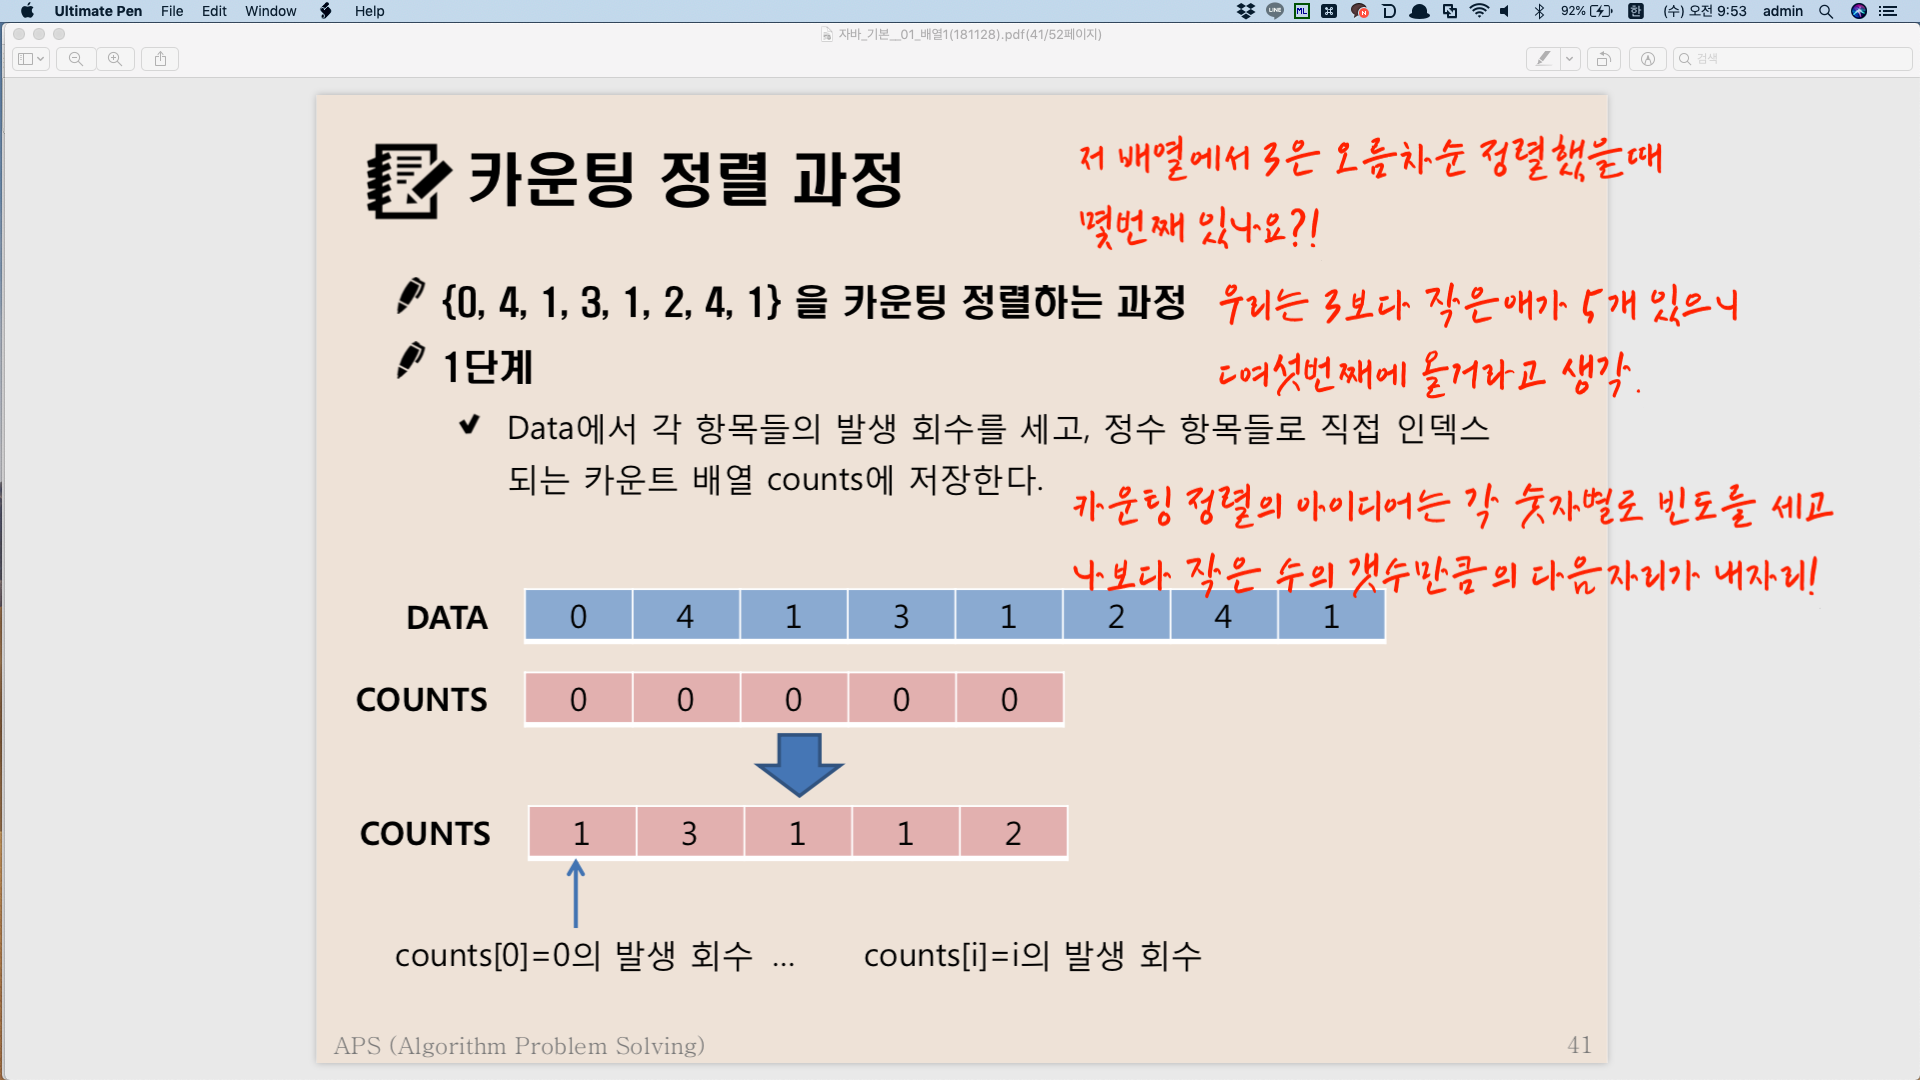 Ultimate Pen File Edit Window Help 92% 한 (수) 오전 9:53 admin
자바_기본__01_배열1(181128).pdf(41/52페이지)
검색
카운팅 정렬 과정
저 배열에서 3은 오름차순 정렬했을때
몇번째 있나요?!
{0, 4, 1, 3, 1, 2, 4, 1} 을 카운팅 정렬하는 과정
우리는 3보다 작은애가 5개 있으니
여섯번째에 올거라고 생각.
1단계
Data에서 각 항목들의 발생 회수를 세고, 정수 항목들로 직접 인덱스
되는 카운트 배열 counts에 저장한다.
카운팅 정렬의 아이디어는 각 숫자별로 빈도를 세고
나보다 작은 수의 갯수만큼의 다음자리가 내자리!
DATA 0 4 1 3 1 2 4 1
COUNTS 0 0 0 0 0
COUNTS 1 3 1 1 2
counts[0]=0의 발생 회수 ... counts[i]=i의 발생 회수
APS (Algorithm Problem Solving) 41